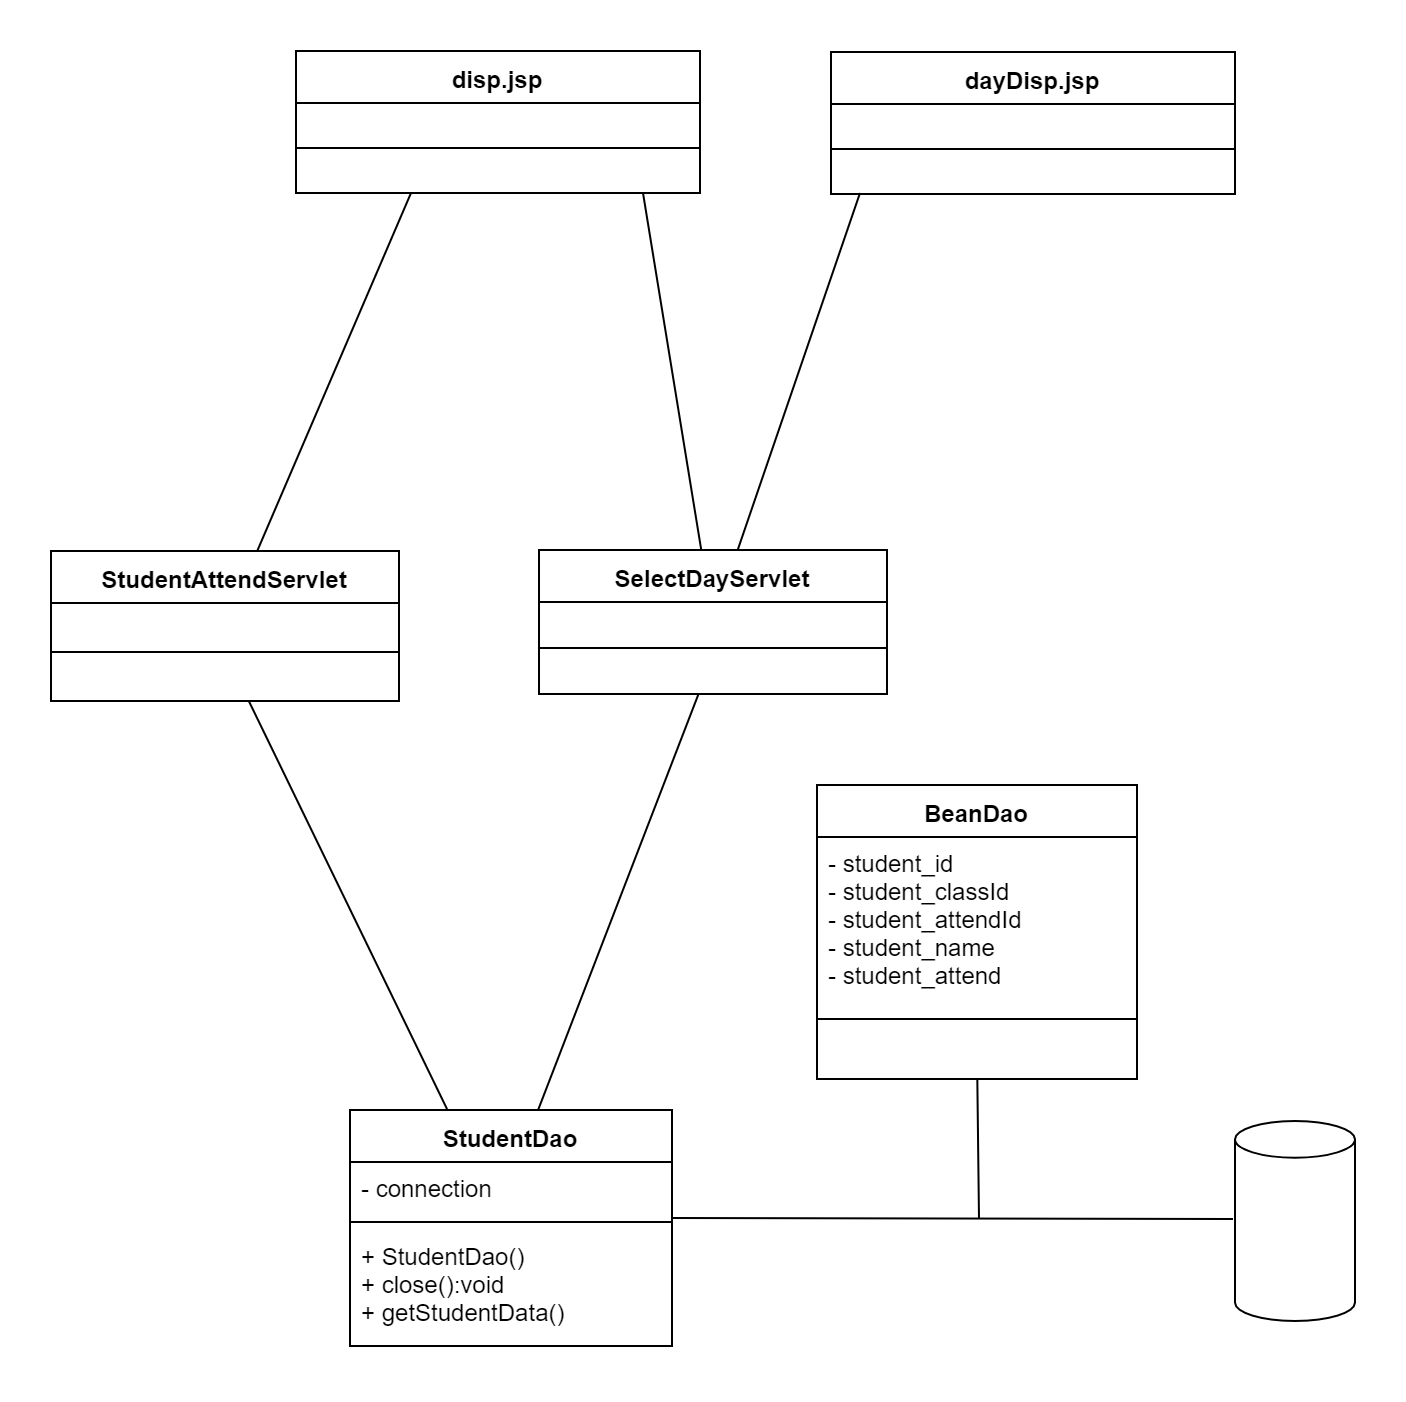 disp.jsp
dayDisp.jsp
StudentAttendServlet
SelectDayServlet
BeanDao
- student_id
- student_classId
- student_attendId
- student_name
- student_attend
StudentDao
- connection
+ StudentDao()
+ close():void
+ getStudentData()